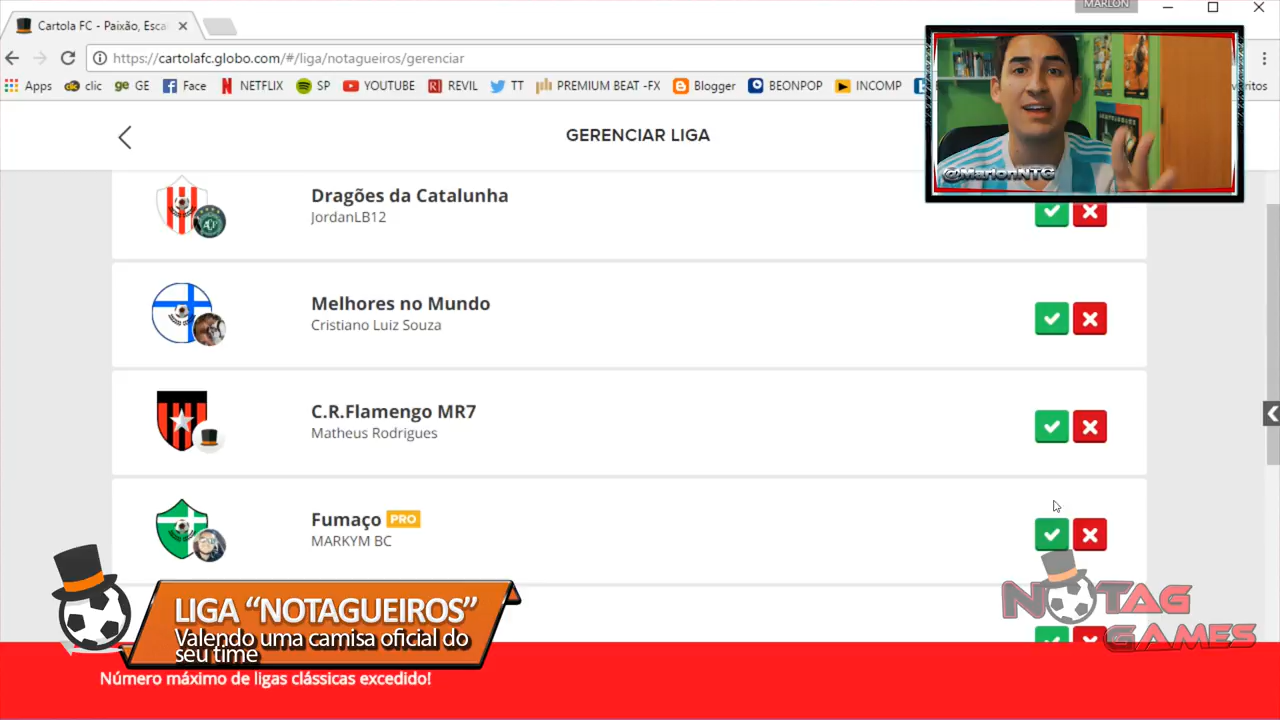 MARLON
Cartola FC - Paixão, Esca
https://cartolafc.globo.com/#/liga/notagueiros/gerenciar
Apps clic GE Face NETFLIX SP YOUTUBE REVIL TT PREMIUM BEAT -FX Blogger BEONPOP INCOMP voritos
GERENCIAR LIGA
@MarlonNTG
Dragões da Catalunha
JordanLB12
Melhores no Mundo
Cristiano Luiz Souza
C.R.Flamengo MR7
Matheus Rodrigues
Fumaço PRO
MARKYM BC
LIGA “NOTAGUEIROS”
Valendo uma camisa oficial do
seu time
NOTAG
GAMES
Número máximo de ligas clássicas excedido!